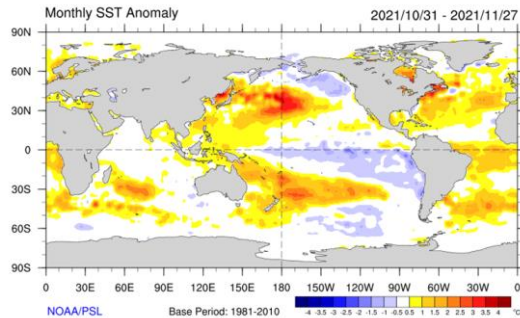 Monthly SST Anomaly 2021/10/31 - 2021/11/27
90N
60N
30N
0
30S
60S
90S
0 30E 60E 90E 120E 150E 180 150W 120W 90W 60W 30W 0
NOAA/PSL Base Period: 1981-2010
-4 -3.5 -3 -2.5 -2 -1.5 -1 -0.5 0.5 1 1.5 2 2.5 3 3.5 4 °C